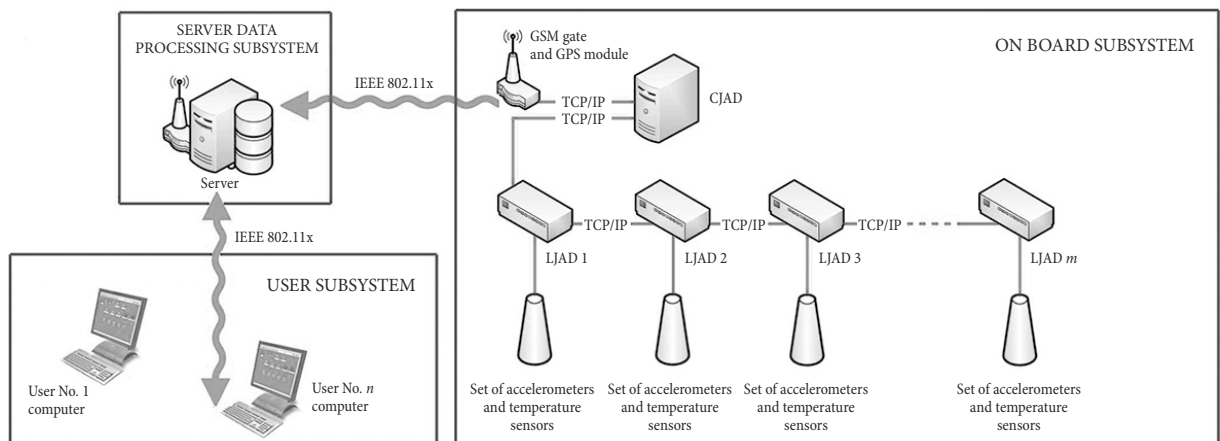 SERVER DATA
PROCESSING SUBSYSTEM
Server
IEEE 802.11x
IEEE 802.11x
USER SUBSYSTEM
User No. 1
computer
User No. n
computer
GSM gate
and GPS module
ON BOARD SUBSYSTEM
TCP/IP
TCP/IP
CJAD
TCP/IP
TCP/IP
TCP/IP
LJAD 1
LJAD 2
LJAD 3
LJAD m
Set of accelerometers
and temperature
sensors
Set of accelerometers
and temperature
sensors
Set of accelerometers
and temperature
sensors
Set of accelerometers
and temperature
sensors